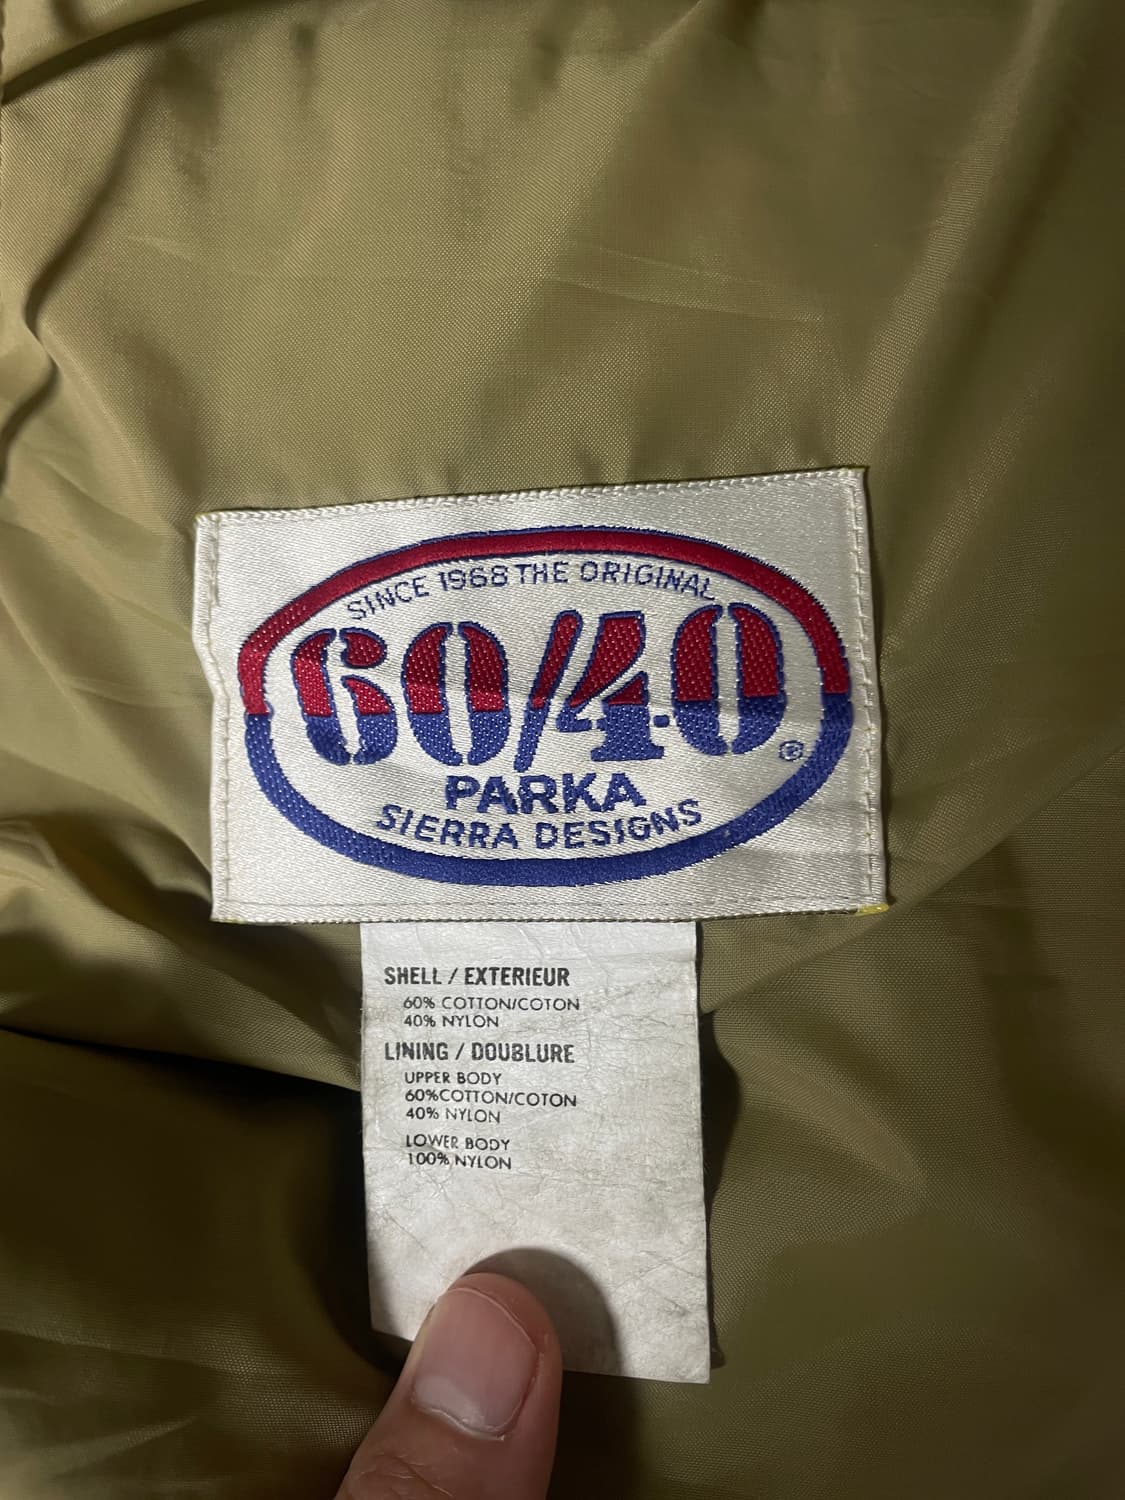 SINCE 1968 THE ORIGINAL
60/40
®
PARKA
SIERRA DESIGNS
SHELL / EXTERIEUR
60% COTTON/COTON
40% NYLON
LINING / DOUBLURE
UPPER BODY
60%COTTON/COTON
40% NYLON
LOWER BODY
100% NYLON